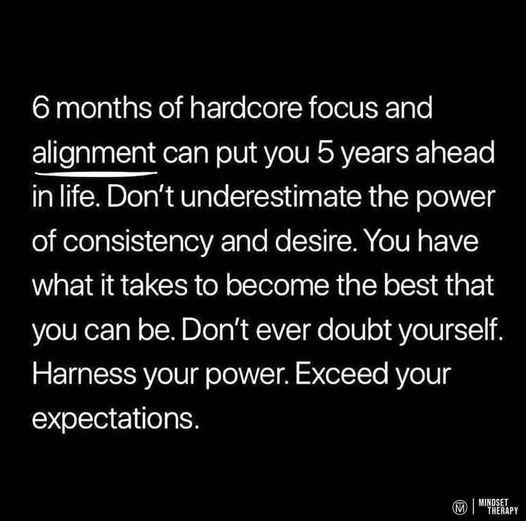 6 months of hardcore focus and
alignment can put you 5 years ahead
in life. Don't underestimate the power
of consistency and desire. You have
what it takes to become the best that
you can be. Don't ever doubt yourself.
Harness your power. Exceed your
expectations.
MINDSET
THERAPY